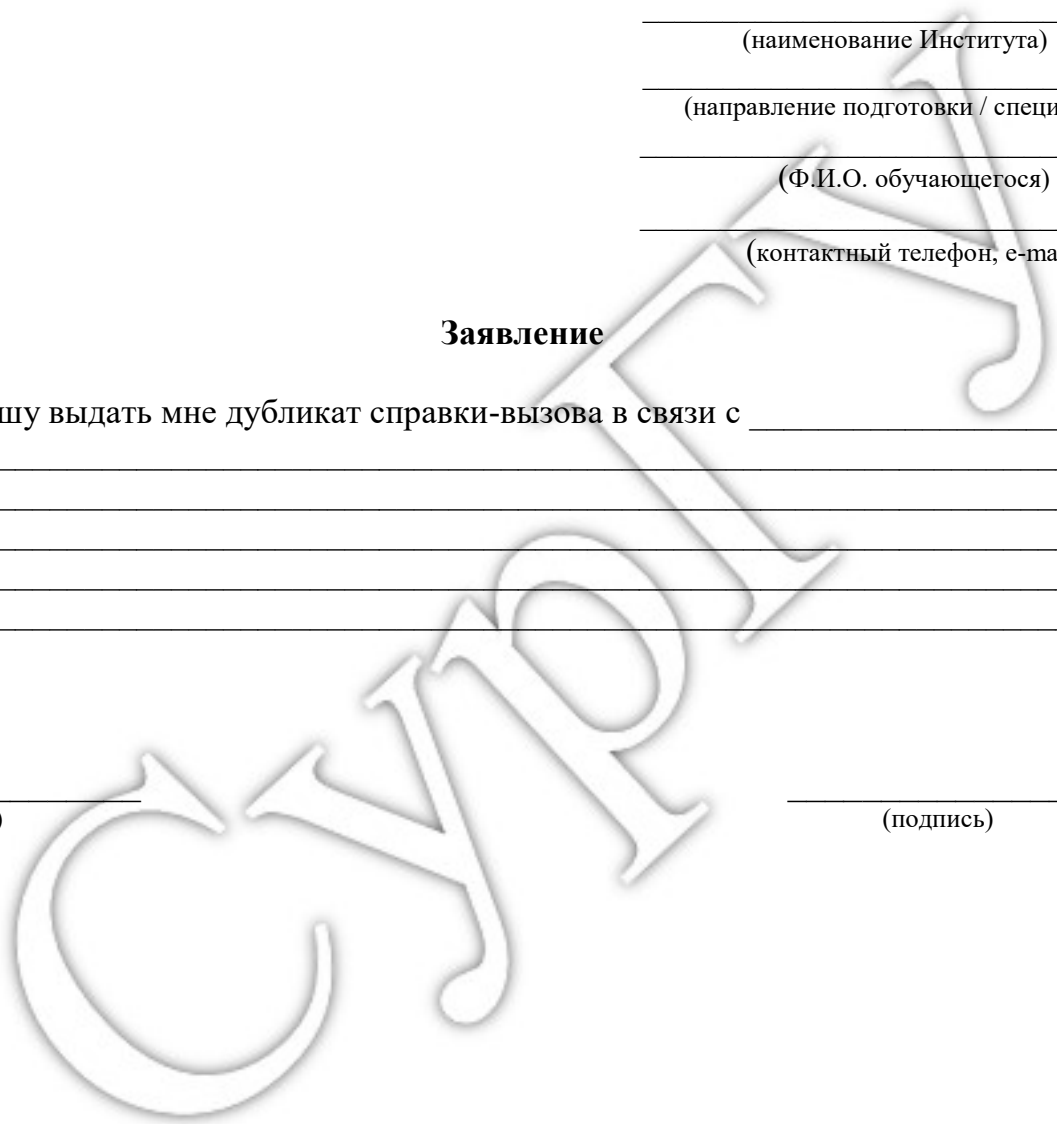 (наименование Института)
(направление подготовки / специ
(Ф.И.О. обучающегося)
(контактный телефон, e-ma
Заявление
шу выдать мне дубликат справки-вызова в связи с
)
(подпись)
СурГУ